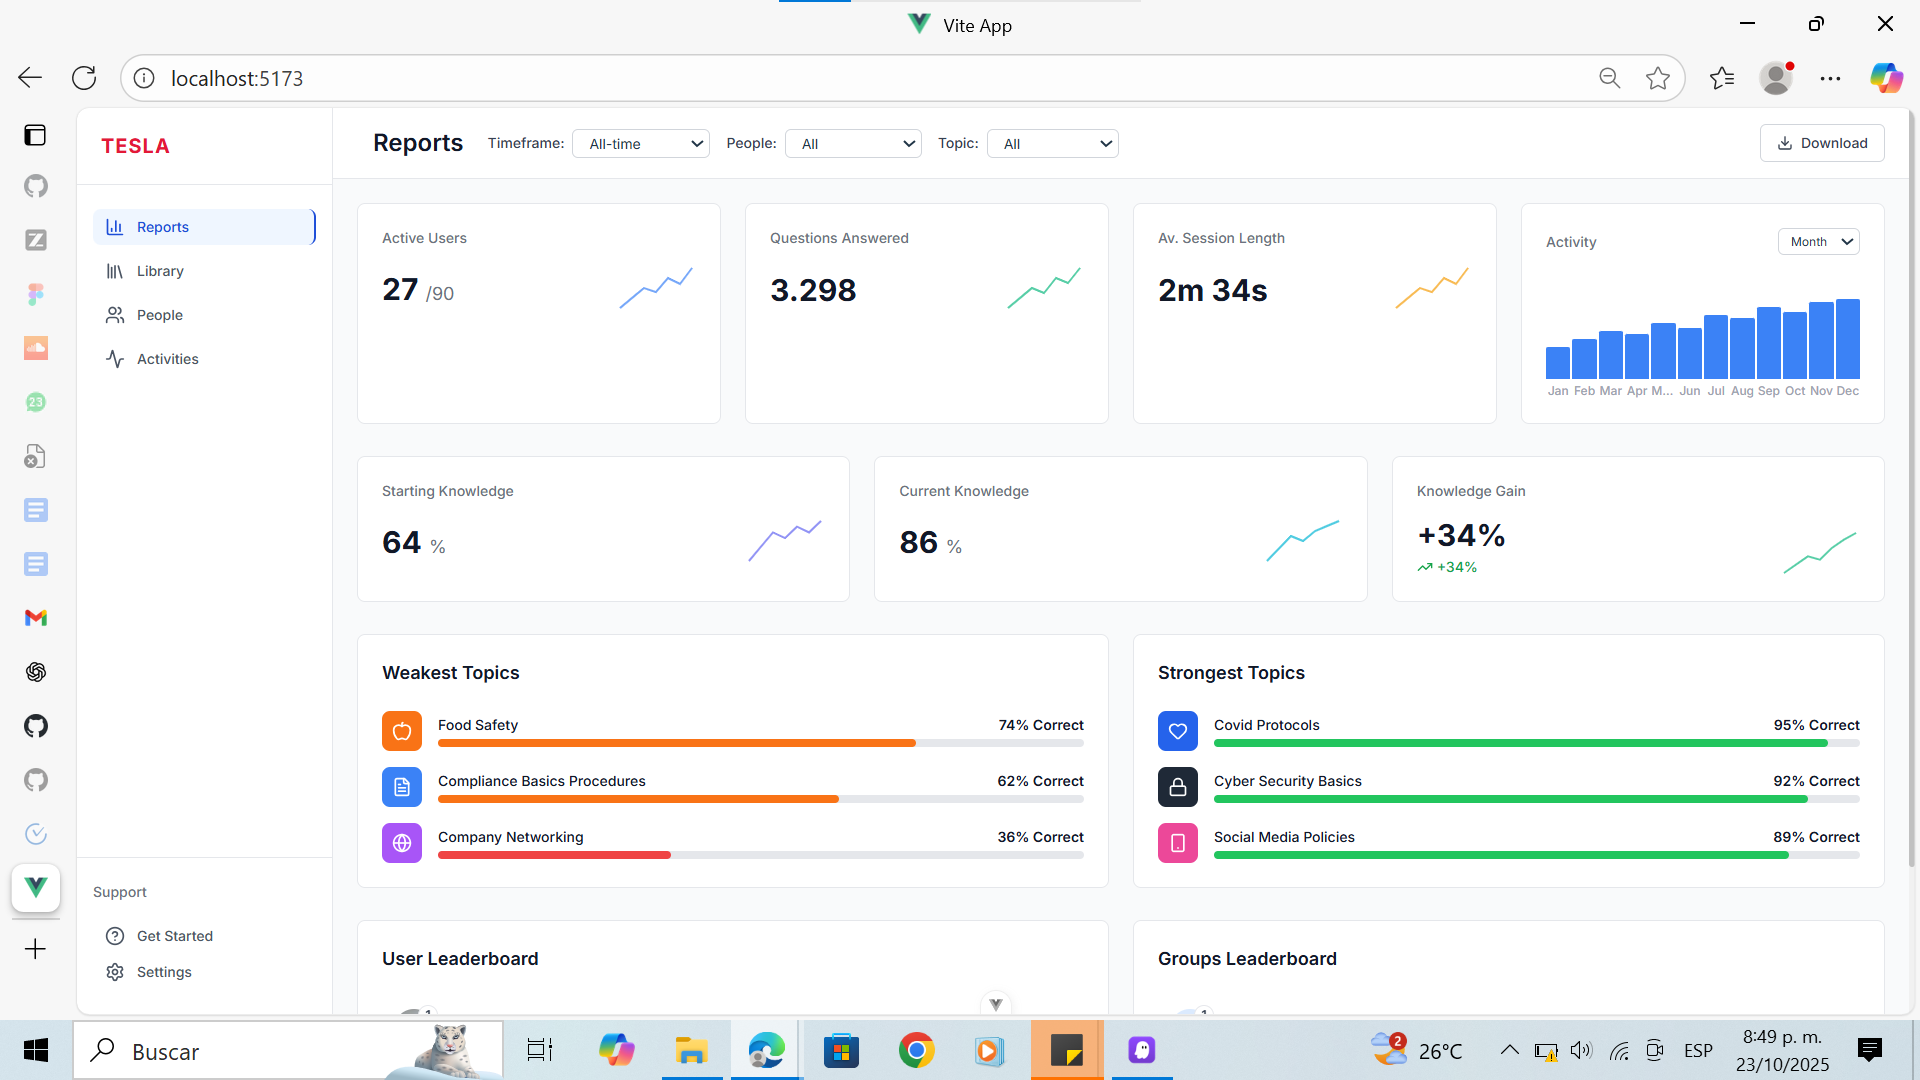 Vite App
localhost:5173
TESLA
Reports
Timeframe: All-time
People: All
Topic: All
Download
Reports
Library
People
Activities
23
Active Users
27 /90
Questions Answered
3.298
Av. Session Length
2m 34s
Activity
Month
Jan Feb Mar Apr M... Jun Jul Aug Sep Oct Nov Dec
Starting Knowledge
64 %
Current Knowledge
86 %
Knowledge Gain
+34%
+34%
Weakest Topics
Food Safety 74% Correct
Compliance Basics Procedures 62% Correct
Company Networking 36% Correct
Strongest Topics
Covid Protocols 95% Correct
Cyber Security Basics 92% Correct
Social Media Policies 89% Correct
Support
Get Started
Settings
User Leaderboard
1
Groups Leaderboard
1
Buscar
2
26°C
ESP
8:49 p. m.
23/10/2025